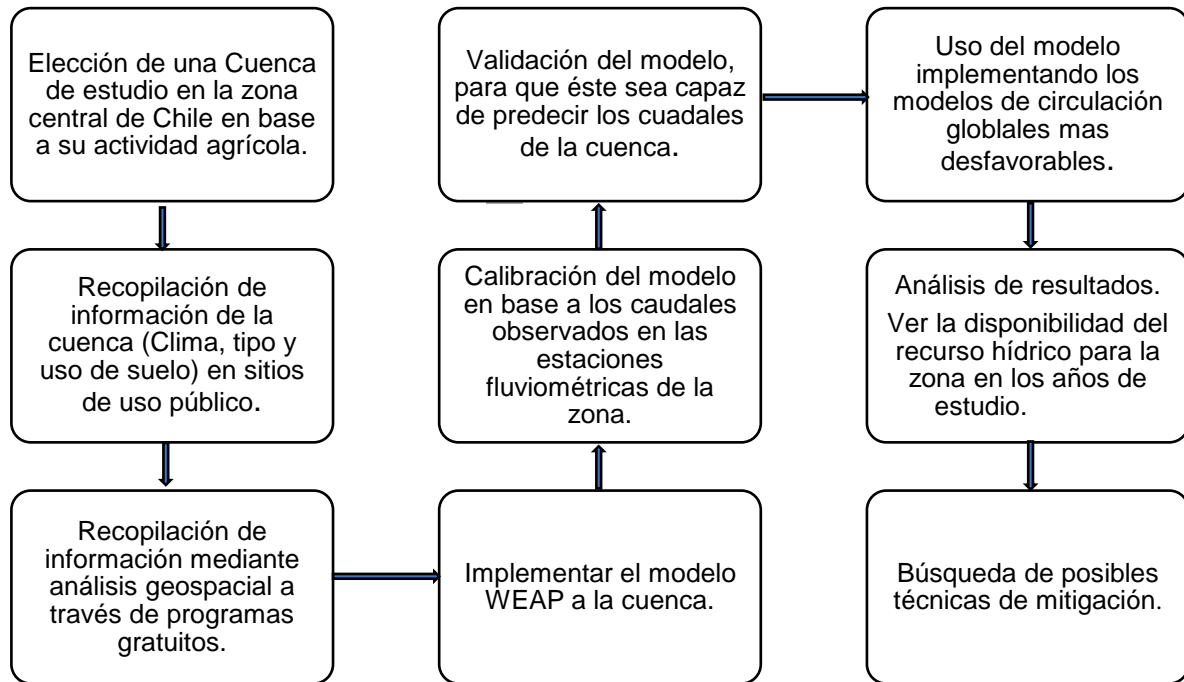 Elección de una Cuenca
de estudio en la zona
central de Chile en base
a su actividad agrícola.
Recopilación de
información de la
cuenca (Clima, tipo y
uso de suelo) en sitios
de uso público.
Recopilación de
información mediante
análisis geospacial a
través de programas
gratuitos.
Implementar el modelo
WEAP a la cuenca.
Calibración del modelo
en base a los caudales
observados en las
estaciones
fluviométricas de la
zona.
Validación del modelo,
para que éste sea capaz
de predecir los cuadales
de la cuenca.
Uso del modelo
implementando los
modelos de circulación
globlales mas
desfavorables.
Análisis de resultados.
Ver la disponibilidad del
recurso hídrico para la
zona en los años de
estudio.
Búsqueda de posibles
técnicas de mitigación.